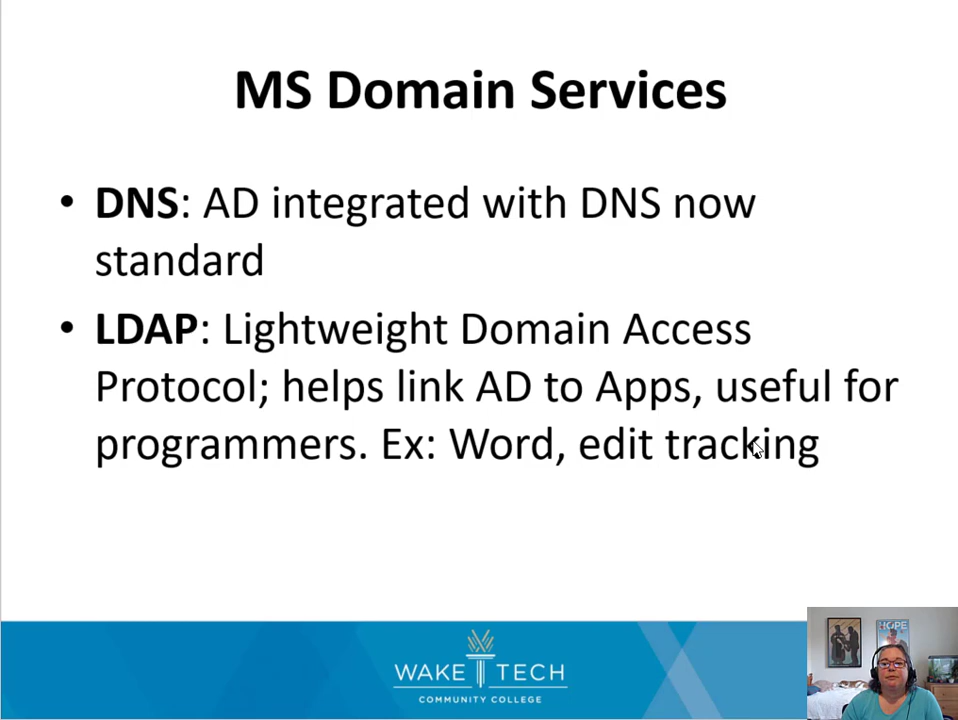 MS Domain Services
• DNS: AD integrated with DNS now
standard
• LDAP: Lightweight Domain Access
Protocol; helps link AD to Apps, useful for
programmers. Ex: Word, edit tracking
WAKE TECH
COMMUNITY COLLEGE
HOPE